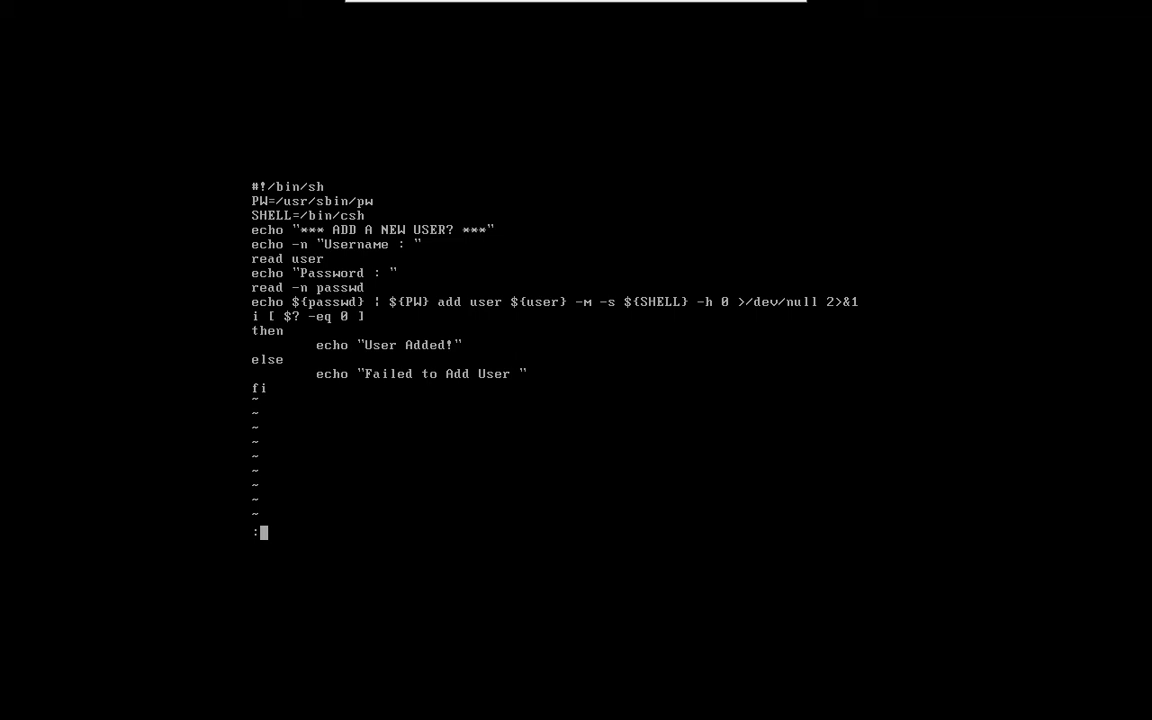 #!/bin/sh
PW=/usr/sbin/pw
SHELL=/bin/csh
echo "*** ADD A NEW USER? ***"
echo -n "Username : "
read user
echo "Password : "
read -n passwd
echo ${passwd} | ${PW} add user ${user} -m -s ${SHELL} -h 0 >/dev/null 2>&1
i [ $? -eq 0 ]
then
        echo "User Added!"
else
        echo "Failed to Add User "
fi
~
~
~
~
~
~
~
~
~
: